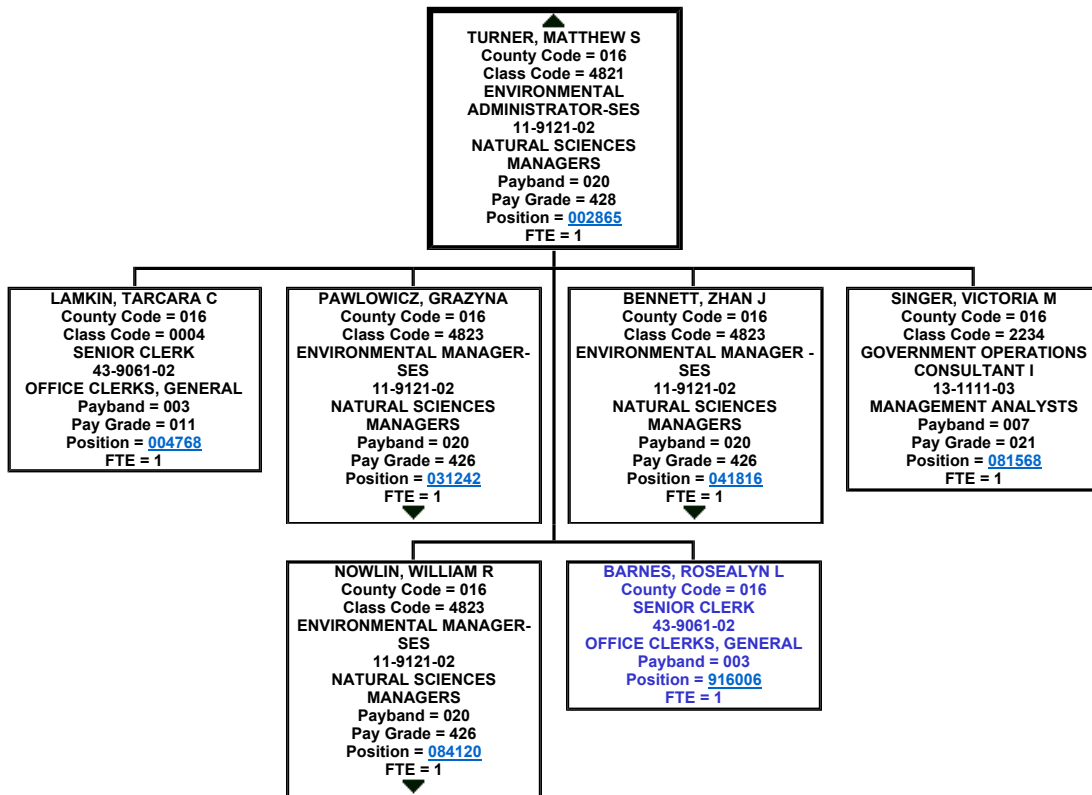 TURNER, MATTHEW S
County Code = 016
Class Code = 4821
ENVIRONMENTAL
ADMINISTRATOR-SES
11-9121-02
NATURAL SCIENCES
MANAGERS
Payband = 020
Pay Grade = 428
Position = 002865
FTE = 1
LAMKIN, TARCARA C
County Code = 016
Class Code = 0004
SENIOR CLERK
43-9061-02
OFFICE CLERKS, GENERAL
Payband = 003
Pay Grade = 011
Position = 004768
FTE = 1
PAWLOWICZ, GRAZYNA
County Code = 016
Class Code = 4823
ENVIRONMENTAL MANAGER-
SES
11-9121-02
NATURAL SCIENCES
MANAGERS
Payband = 020
Pay Grade = 426
Position = 031242
FTE = 1
BENNETT, ZHAN J
County Code = 016
Class Code = 4823
ENVIRONMENTAL MANAGER -
SES
11-9121-02
NATURAL SCIENCES
MANAGERS
Payband = 020
Pay Grade = 426
Position = 041816
FTE = 1
SINGER, VICTORIA M
County Code = 016
Class Code = 2234
GOVERNMENT OPERATIONS
CONSULTANT I
13-1111-03
MANAGEMENT ANALYSTS
Payband = 007
Pay Grade = 021
Position = 081568
FTE = 1
NOWLIN, WILLIAM R
County Code = 016
Class Code = 4823
ENVIRONMENTAL MANAGER-
SES
11-9121-02
NATURAL SCIENCES
MANAGERS
Payband = 020
Pay Grade = 426
Position = 084120
FTE = 1
BARNES, ROSEALYN L
County Code = 016
SENIOR CLERK
43-9061-02
OFFICE CLERKS, GENERAL
Payband = 003
Position = 916006
FTE = 1